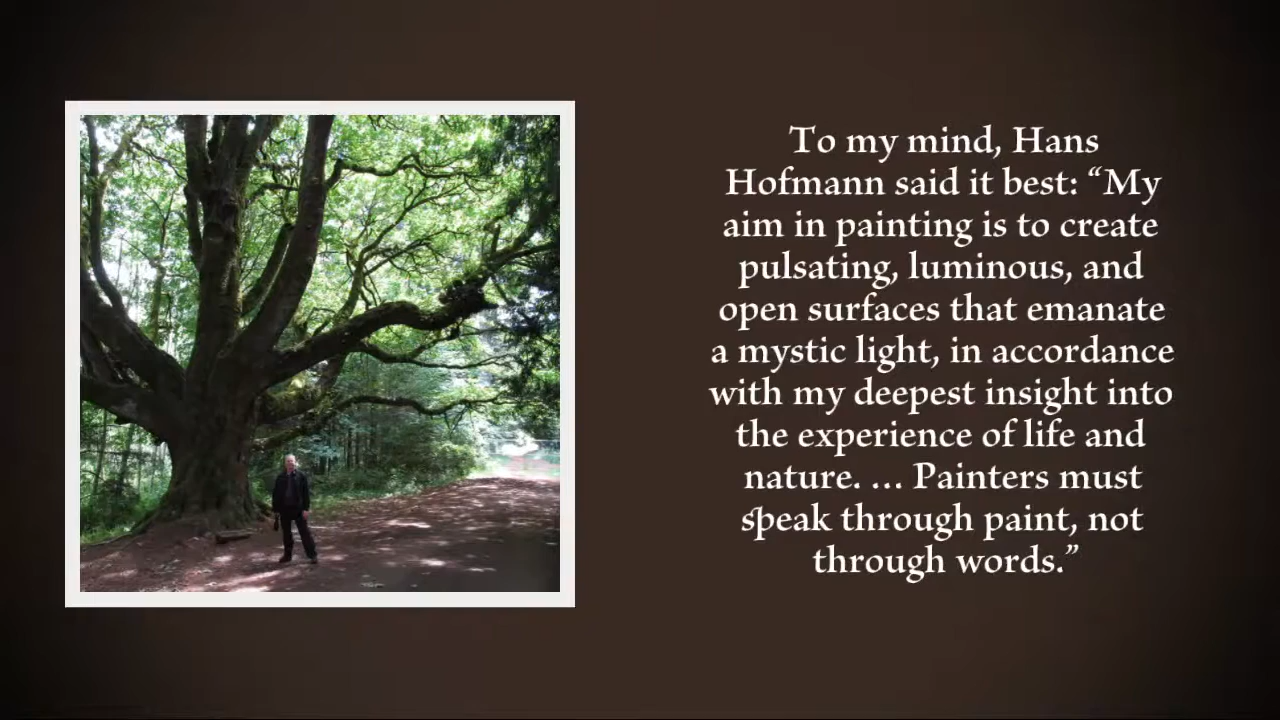 To my mind, Hans
Hofmann said it best: “My
aim in painting is to create
pulsating, luminous, and
open surfaces that emanate
a mystic light, in accordance
with my deepest insight into
the experience of life and
nature. … Painters must
speak through paint, not
through words.”